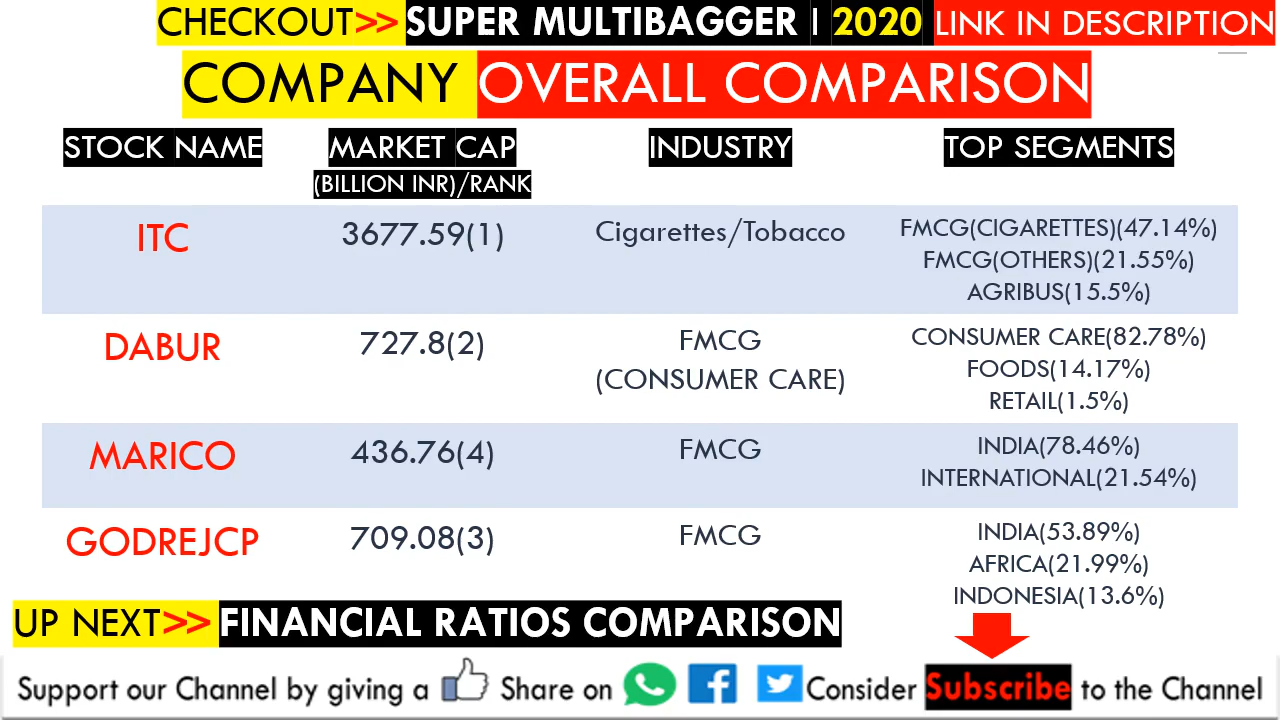 CHECKOUT>> SUPER MULTIBAGGER | 2020 LINK IN DESCRIPTION
COMPANY OVERALL COMPARISON
STOCK NAME MARKET CAP INDUSTRY TOP SEGMENTS
(BILLION INR)/RANK
ITC 3677.59(1) Cigarettes/Tobacco FMCG(CIGARETTES)(47.14%)
FMCG(OTHERS)(21.55%)
AGRIBUS(15.5%)
DABUR 727.8(2) FMCG CONSUMER CARE(82.78%)
(CONSUMER CARE) FOODS(14.17%)
RETAIL(1.5%)
MARICO 436.76(4) FMCG INDIA(78.46%)
INTERNATIONAL(21.54%)
GODREJCP 709.08(3) FMCG INDIA(53.89%)
AFRICA(21.99%)
INDONESIA(13.6%)
UP NEXT>> FINANCIAL RATIOS COMPARISON
Support our Channel by giving a Share on Consider Subscribe to the Channel